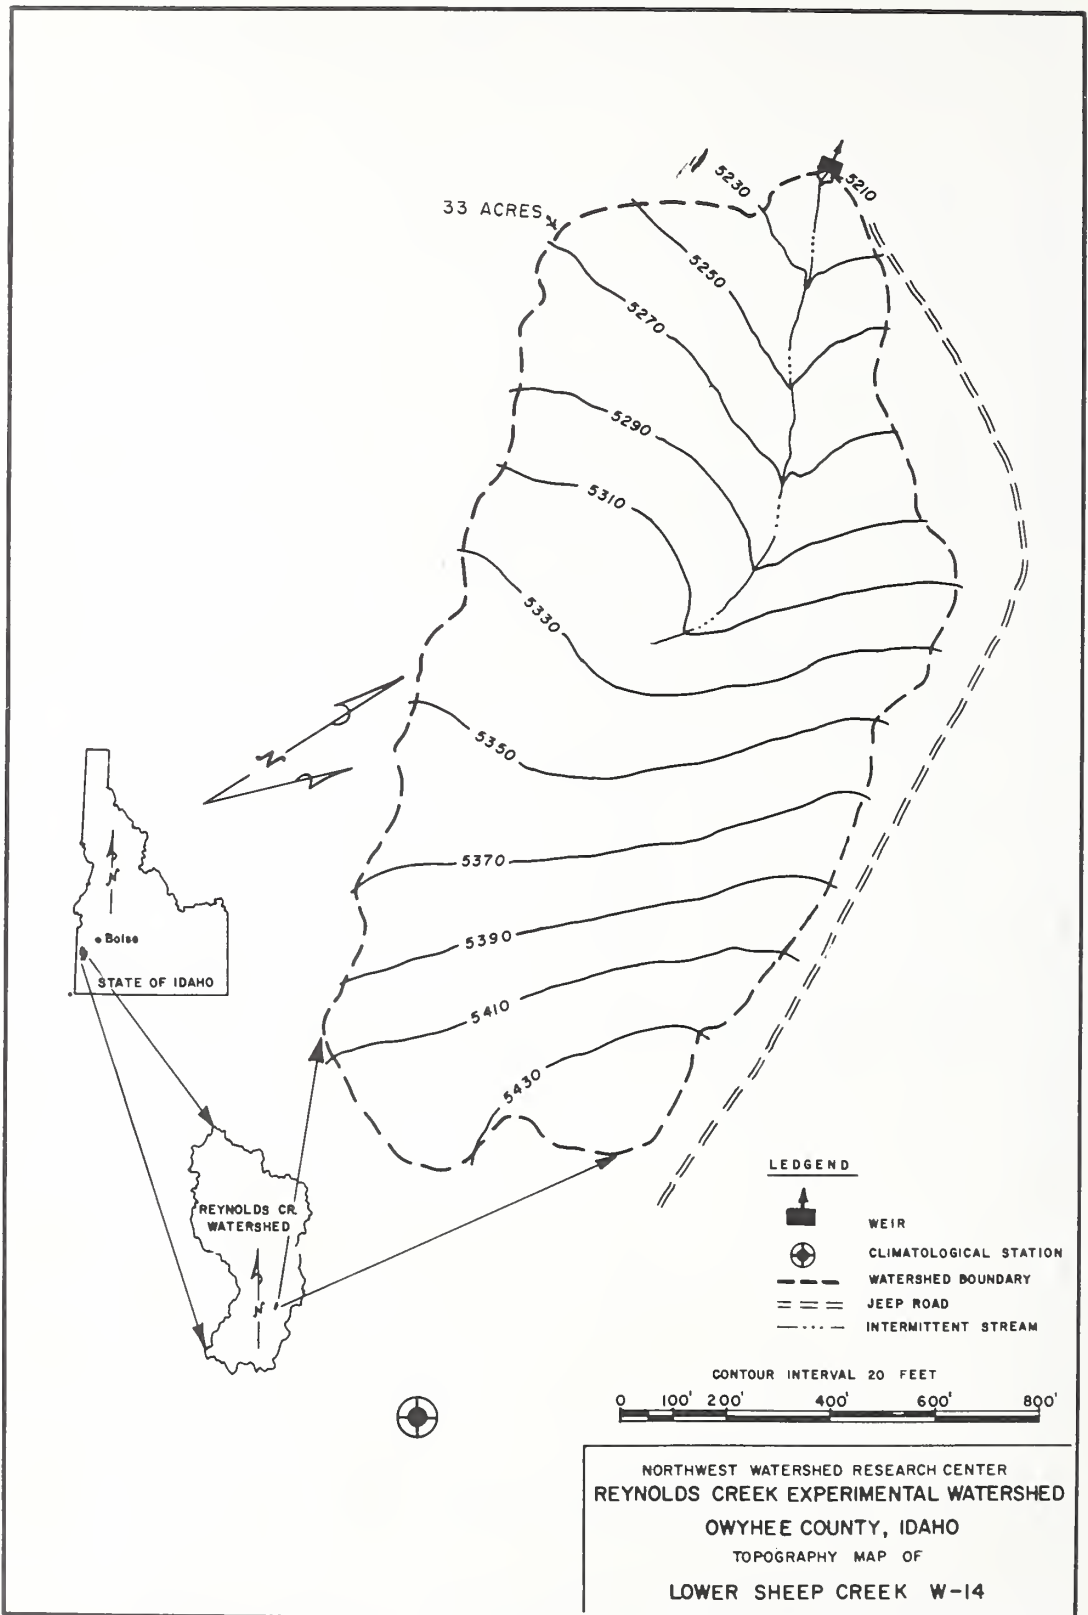 5230
5210
33 ACRES
5250
5270
5290
5310
5330
N
5350
5370
N
Boise
5390
STATE OF IDAHO
5410
5430
REYNOLDS CR.
WATERSHED
N
LEDGEND
WEIR
CLIMATOLOGICAL STATION
WATERSHED BOUNDARY
JEEP ROAD
INTERMITTENT STREAM
CONTOUR INTERVAL 20 FEET
0 100' 200' 400' 600' 800'
NORTHWEST WATERSHED RESEARCH CENTER
REYNOLDS CREEK EXPERIMENTAL WATERSHED
OWYHEE COUNTY, IDAHO
TOPOGRAPHY MAP OF
LOWER SHEEP CREEK W-14